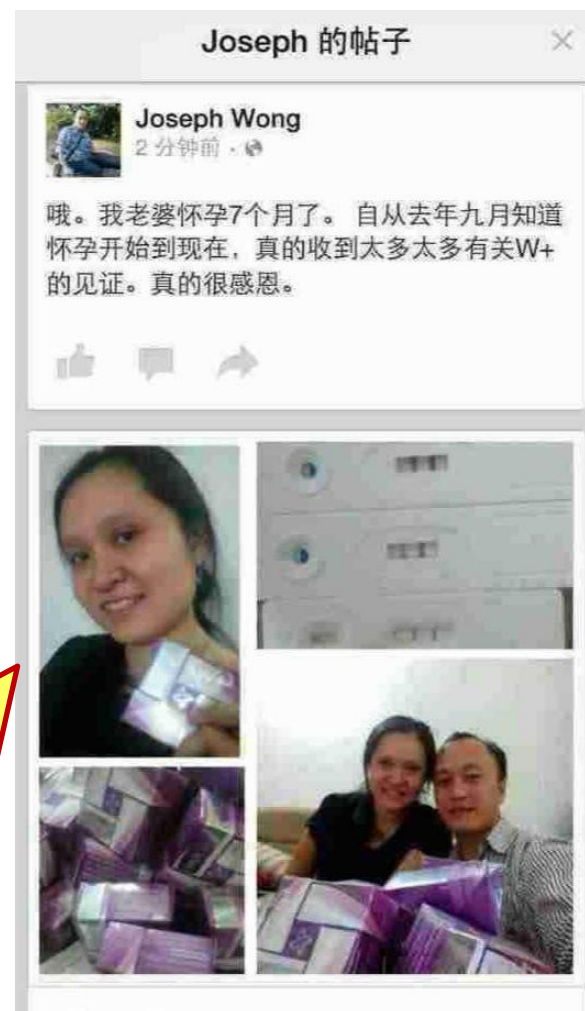 Joseph 的帖子
Joseph Wong
2 分钟前
哦。我老婆怀孕7个月了。 自从去年九月知道
怀孕开始到现在，真的收到太多太多有关W+
的见证。真的很感恩。